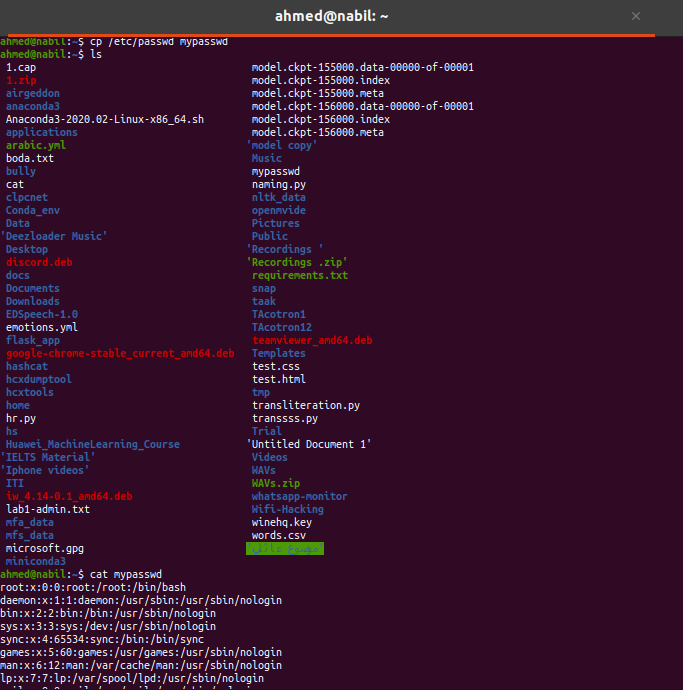 ahmed@nabil: ~
ahmed@nabil:~$ cp /etc/passwd mypasswd
ahmed@nabil:~$ ls
1.cap model.ckpt-155000.data-00000-of-00001
1.zip model.ckpt-155000.index
airgeddon model.ckpt-155000.meta
anaconda3 model.ckpt-156000.data-00000-of-00001
Anaconda3-2020.02-Linux-x86_64.sh model.ckpt-156000.index
applications model.ckpt-156000.meta
arabic.yml 'model copy'
boda.txt Music
bully mypasswd
cat naming.py
clpcnet nltk_data
Conda_env openmvide
Data Pictures
'Deezloader Music' Public
Desktop 'Recordings '
discord.deb 'Recordings .zip'
docs requirements.txt
Documents snap
Downloads taak
EDSpeech-1.0 TAcotron1
emotions.yml TAcotron12
flask_app teamviewer_amd64.deb
google-chrome-stable_current_amd64.deb Templates
hashcat test.css
hcxdumptool test.html
hcxtools tmp
home transliteration.py
hr.py transsss.py
hs Trial
Huawei_MachineLearning_Course 'Untitled Document 1'
'IELTS Material' Videos
'Iphone videos' WAVs
ITI WAVs.zip
iw_4.14-0.1_amd64.deb whatsapp-monitor
lab1-admin.txt Wifi-Hacking
mfa_data winehq.key
mfs_data words.csv
microsoft.gpg
miniconda3
ahmed@nabil:~$ cat mypasswd
root:x:0:0:root:/root:/bin/bash
daemon:x:1:1:daemon:/usr/sbin:/usr/sbin/nologin
bin:x:2:2:bin:/bin:/usr/sbin/nologin
sys:x:3:3:sys:/dev:/usr/sbin/nologin
sync:x:4:65534:sync:/bin:/bin/sync
games:x:5:60:games:/usr/games:/usr/sbin/nologin
man:x:6:12:man:/var/cache/man:/usr/sbin/nologin
lp:x:7:7:lp:/var/spool/lpd:/usr/sbin/nologin